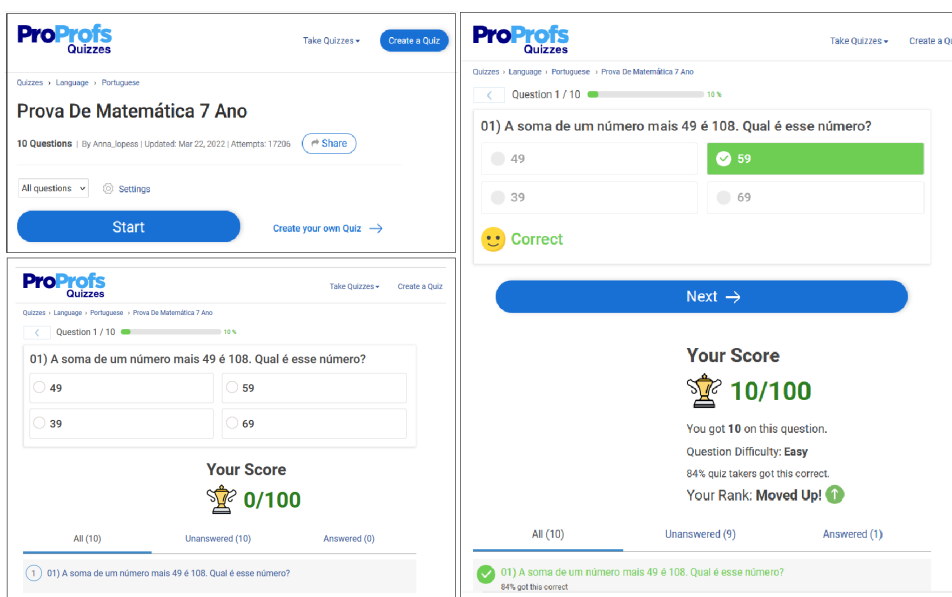 ProProfs
Quizzes
Take Quizzes
Create a Quiz
Quizzes › Language › Portuguese
Prova De Matemática 7 Ano
10 Questions | By Anna_lopess | Updated: Mar 22, 2022 | Attempts: 17206
Share
All questions
Settings
Start
Create your own Quiz →
ProProfs
Quizzes
Take Quizzes
Create a Quiz
Quizzes › Language › Portuguese › Prova De Matemática 7 Ano
Question 1 / 10
10 %
01) A soma de um número mais 49 é 108. Qual é esse número?
49
59
39
69
Your Score
0/100
All (10)
Unanswered (10)
Answered (0)
1
01) A soma de um número mais 49 é 108. Qual é esse número?
ProProfs
Quizzes
Take Quizzes
Create a Qu
Quizzes › Language › Portuguese › Prova De Matemática 7 Ano
Question 1 / 10
10 %
01) A soma de um número mais 49 é 108. Qual é esse número?
49
59
39
69
Correct
Next →
Your Score
10/100
You got 10 on this question.
Question Difficulty: Easy
84% quiz takers got this correct.
Your Rank: Moved Up!
All (10)
Unanswered (9)
Answered (1)
01) A soma de um número mais 49 é 108. Qual é esse número?
84% got this correct